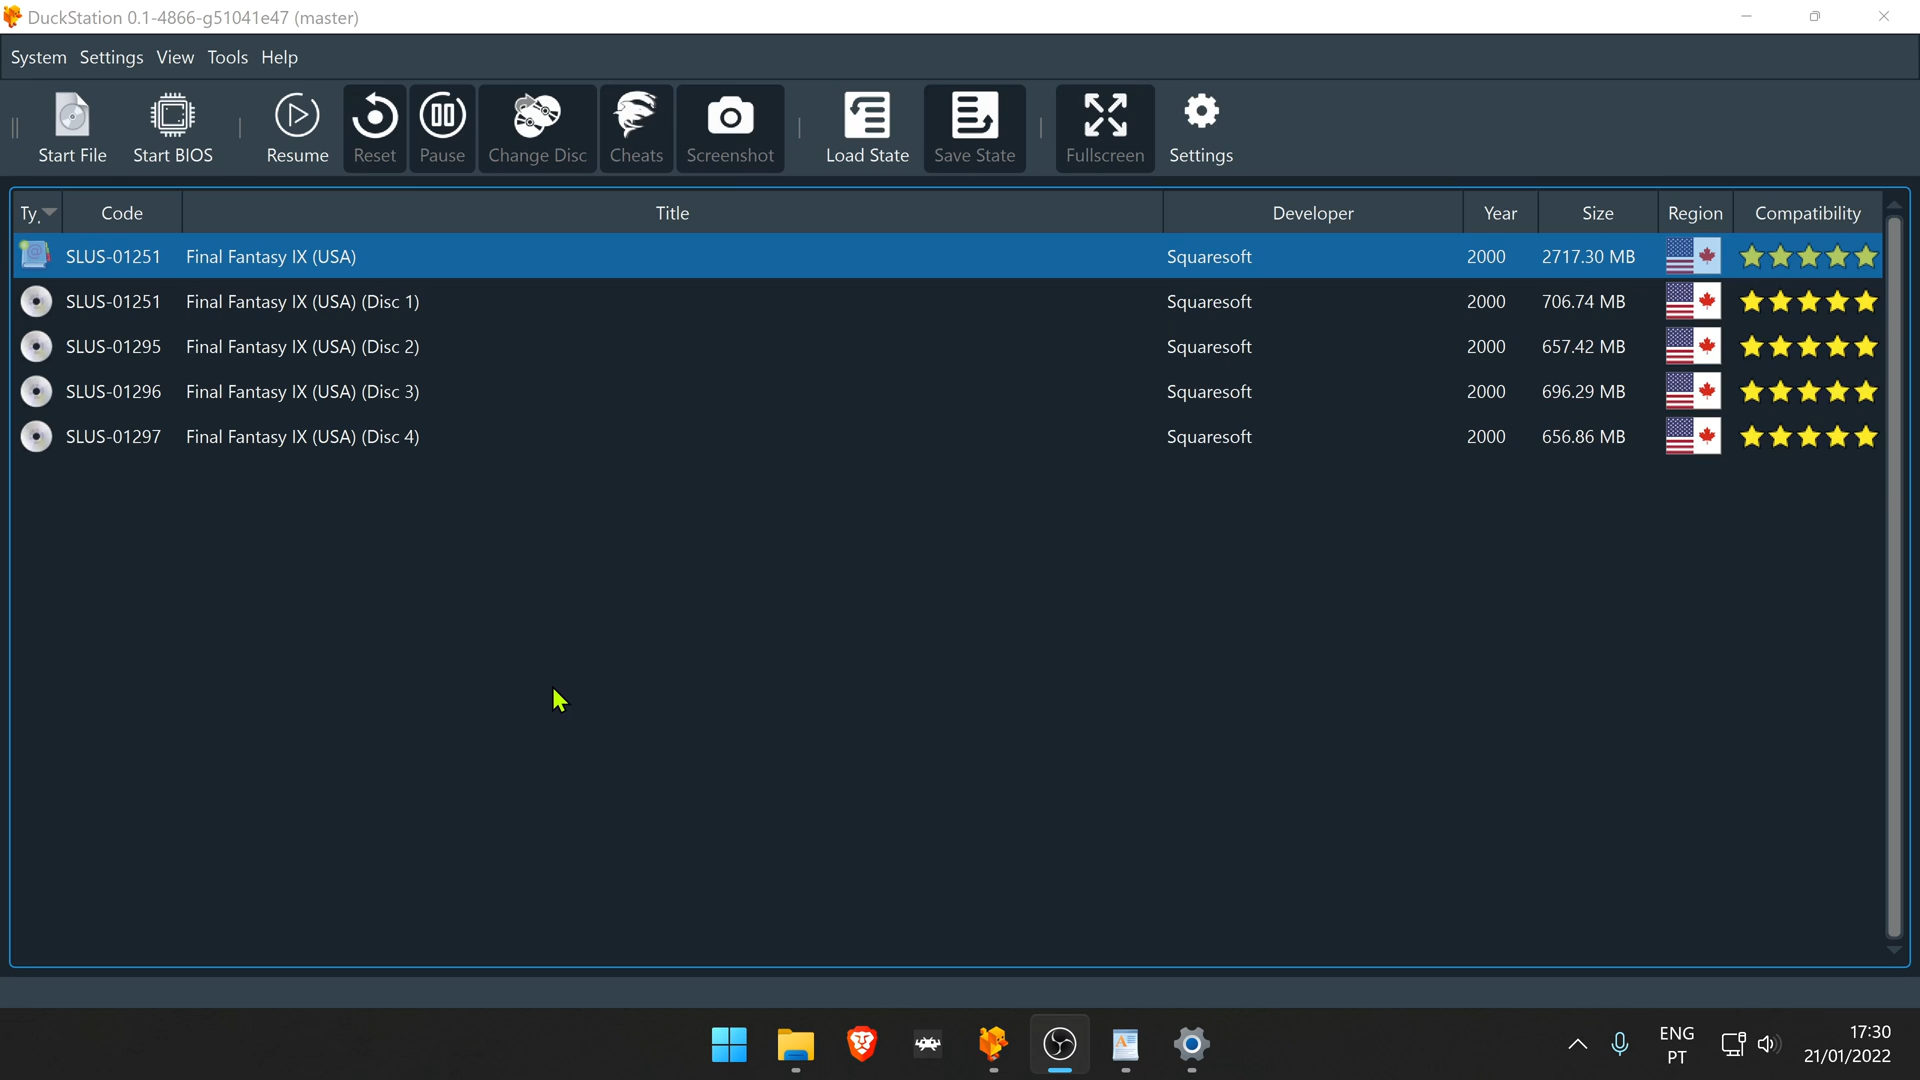 DuckStation 0.1-4866-g51041e47 (master)
System Settings View Tools Help
Start File Start BIOS Resume Reset Pause Change Disc Cheats Screenshot Load State Save State Fullscreen Settings
Ty. Code Title Developer Year Size Region Compatibility
SLUS-01251 Final Fantasy IX (USA) Squaresoft 2000 2717.30 MB
SLUS-01251 Final Fantasy IX (USA) (Disc 1) Squaresoft 2000 706.74 MB
SLUS-01295 Final Fantasy IX (USA) (Disc 2) Squaresoft 2000 657.42 MB
SLUS-01296 Final Fantasy IX (USA) (Disc 3) Squaresoft 2000 696.29 MB
SLUS-01297 Final Fantasy IX (USA) (Disc 4) Squaresoft 2000 656.86 MB
ENG 17:30
PT 21/01/2022